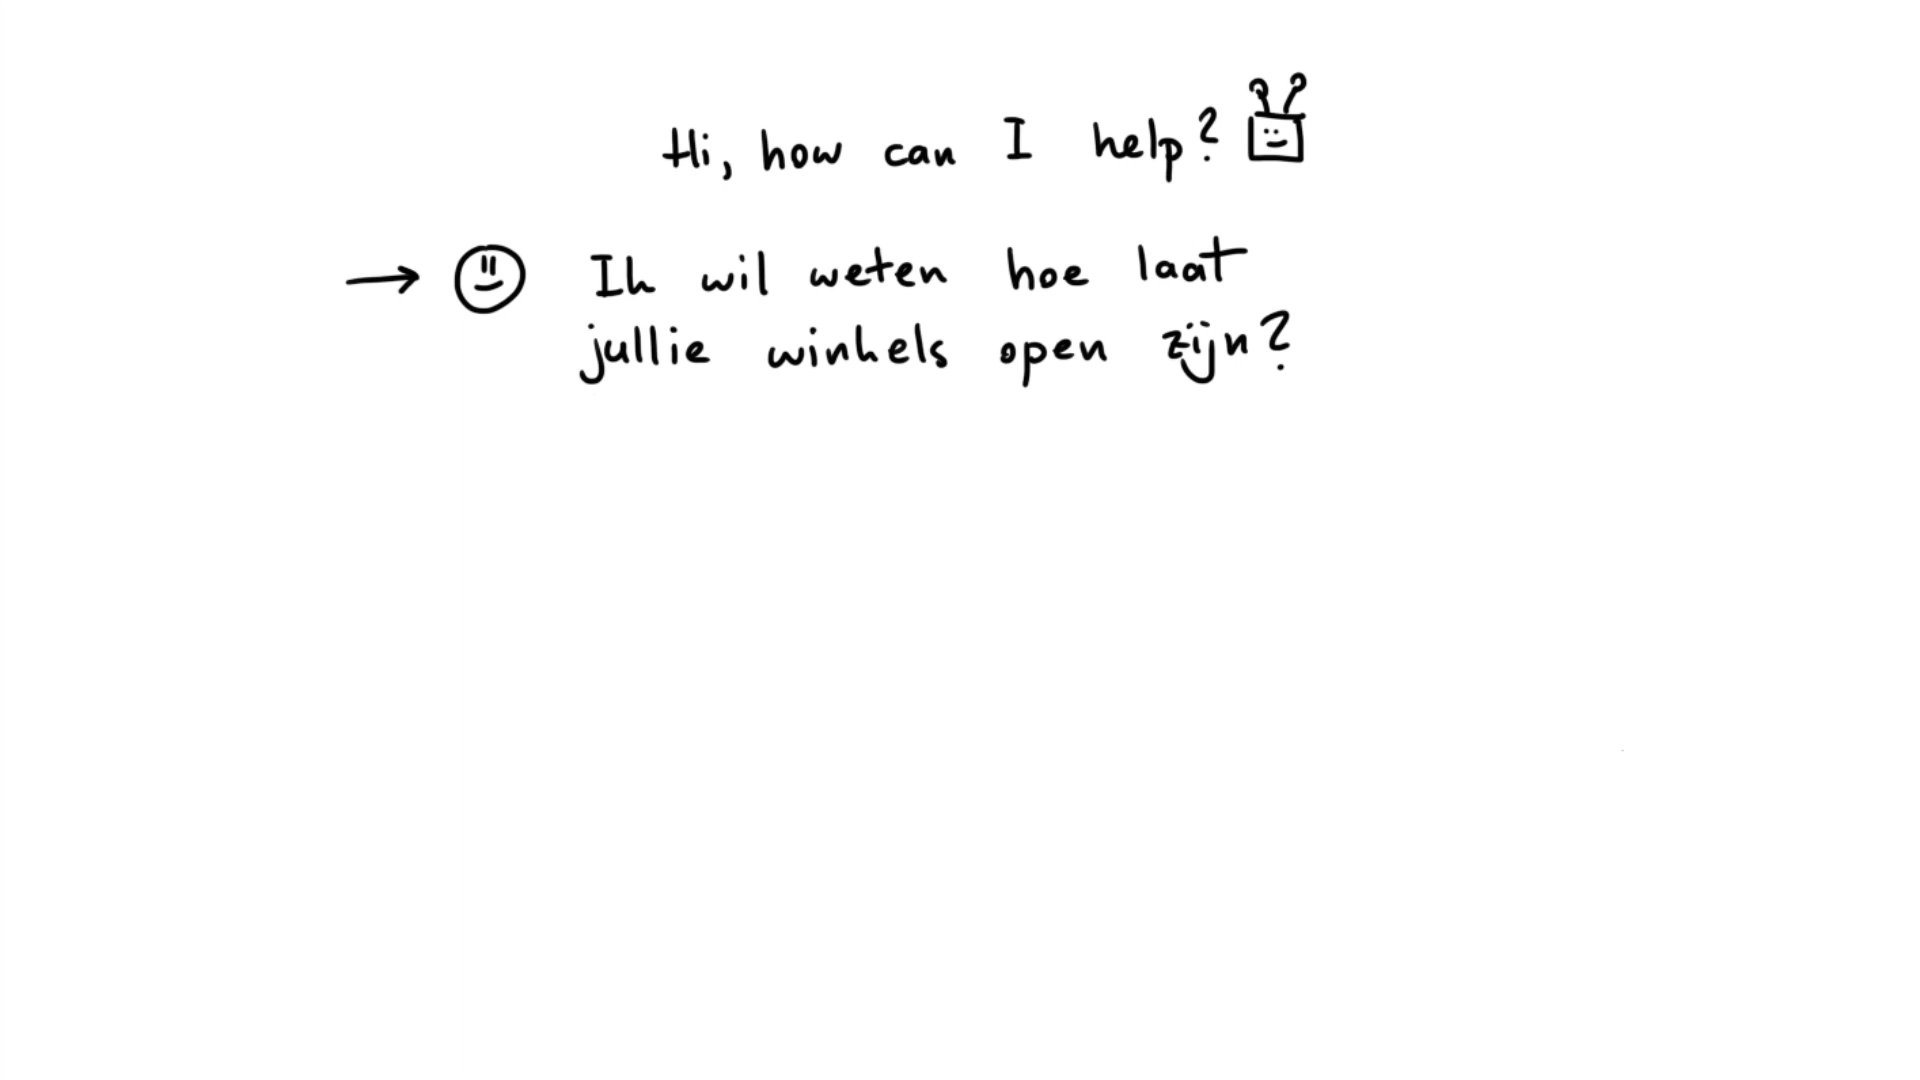 Hi, how can I help?
Ik wil weten hoe laat
jullie winkels open zijn?